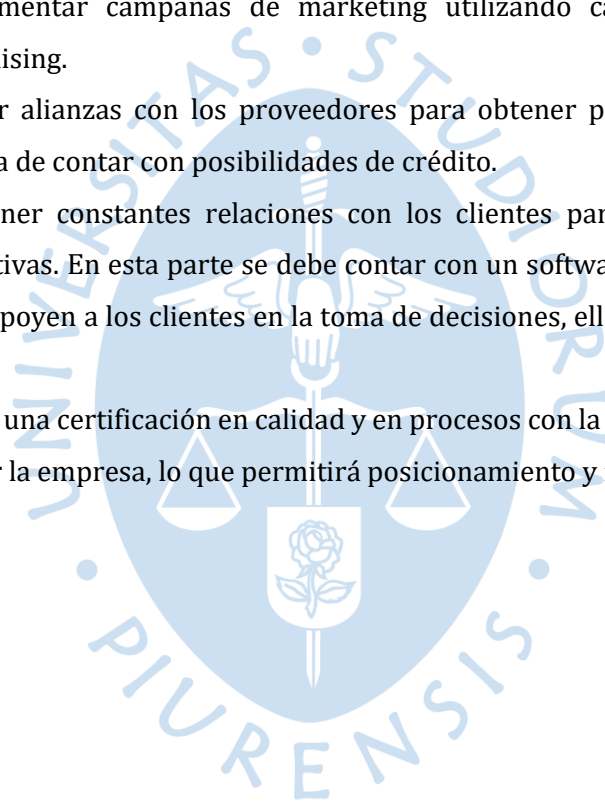 mentar campañas de marketing utilizando ca
ising.
r alianzas con los proveedores para obtener p
a de contar con posibilidades de crédito.
ner constantes relaciones con los clientes par
tivas. En esta parte se debe contar con un softwa
poyen a los clientes en la toma de decisiones, ell
una certificación en calidad y en procesos con la
r la empresa, lo que permitirá posicionamiento y
UNIVERSITAS • STUDIORUM • PIURENSIS